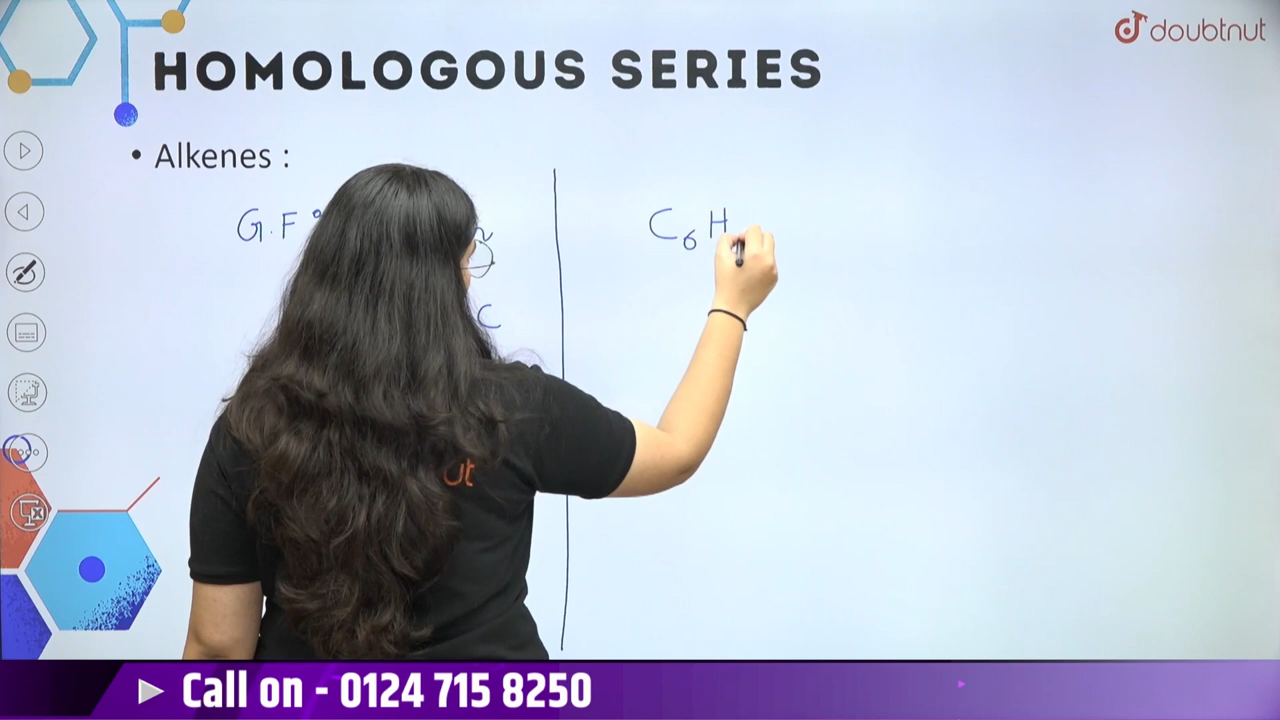 doubtnut
HOMOLOGOUS SERIES
• Alkenes :
G.F
C
C₆H
ut
Call on - 0124 715 8250